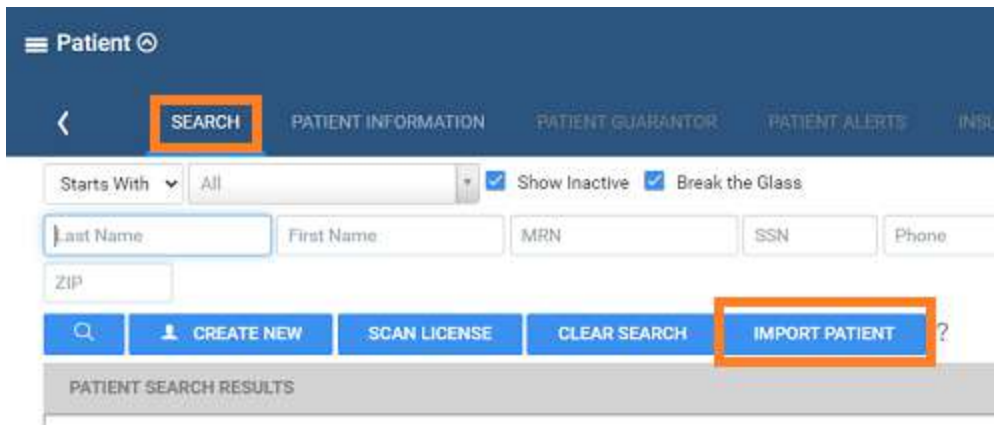 Patient
SEARCH PATIENT INFORMATION PATIENT GUARANTOR PATIENT ALERTS INSU
Starts With All Show Inactive Break the Glass
Last Name First Name MRN SSN Phone
ZIP
CREATE NEW SCAN LICENSE CLEAR SEARCH IMPORT PATIENT ?
PATIENT SEARCH RESULTS